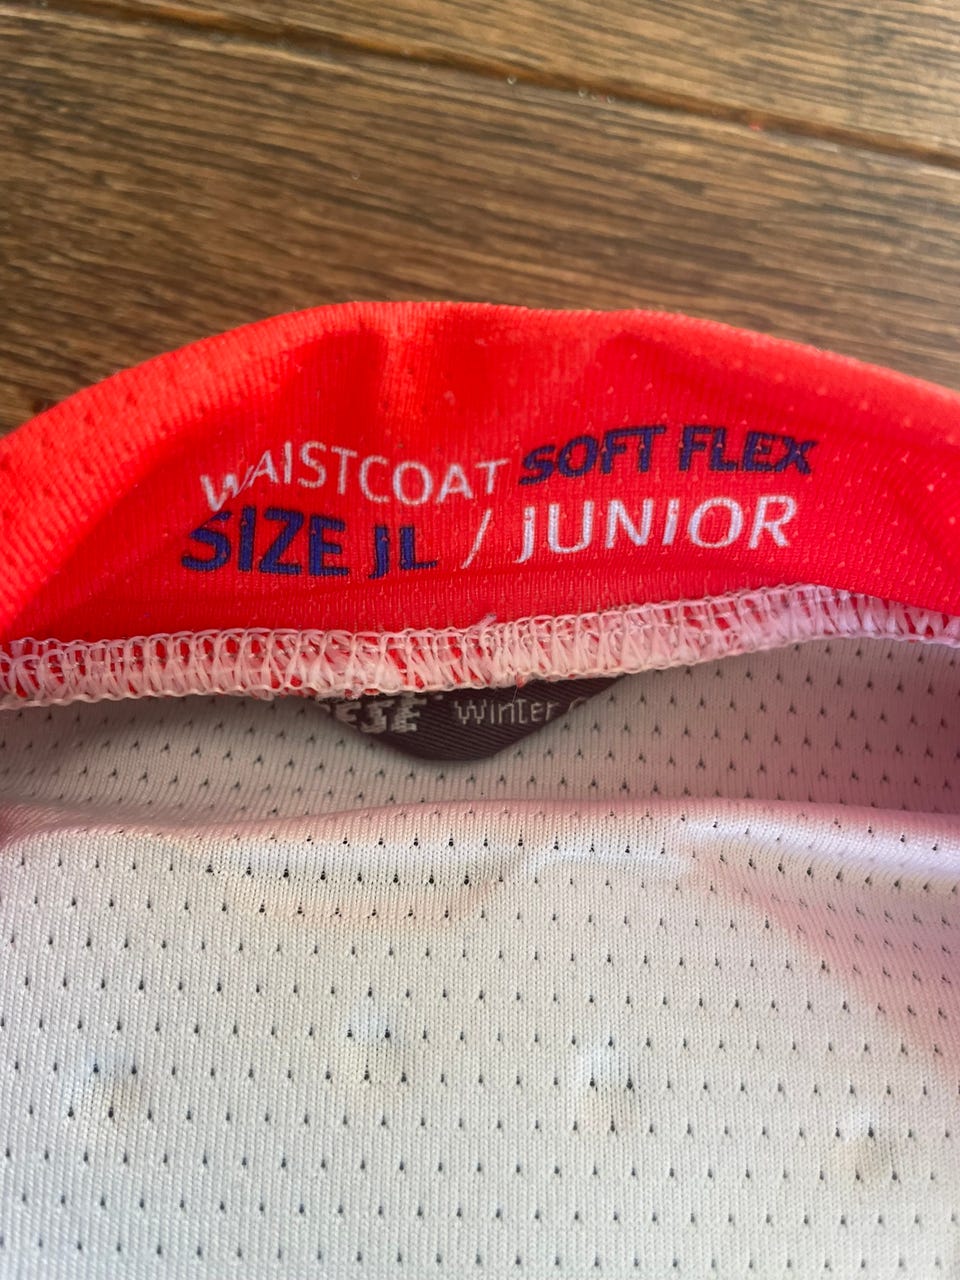 WAISTCOAT SOFT FLEX
SIZE JL / JUNIOR
Winter